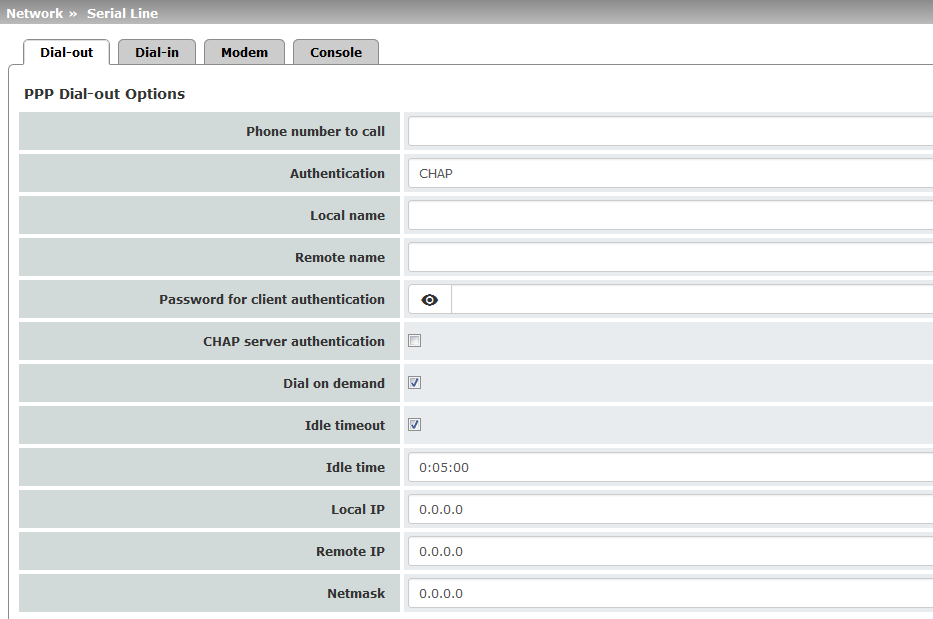 Network »  Serial Line
Dial-out
Dial-in
Modem
Console
PPP Dial-out Options
Phone number to call
Authentication CHAP
Local name
Remote name
Password for client authentication
CHAP server authentication
Dial on demand
Idle timeout
Idle time 0:05:00
Local IP 0.0.0.0
Remote IP 0.0.0.0
Netmask 0.0.0.0